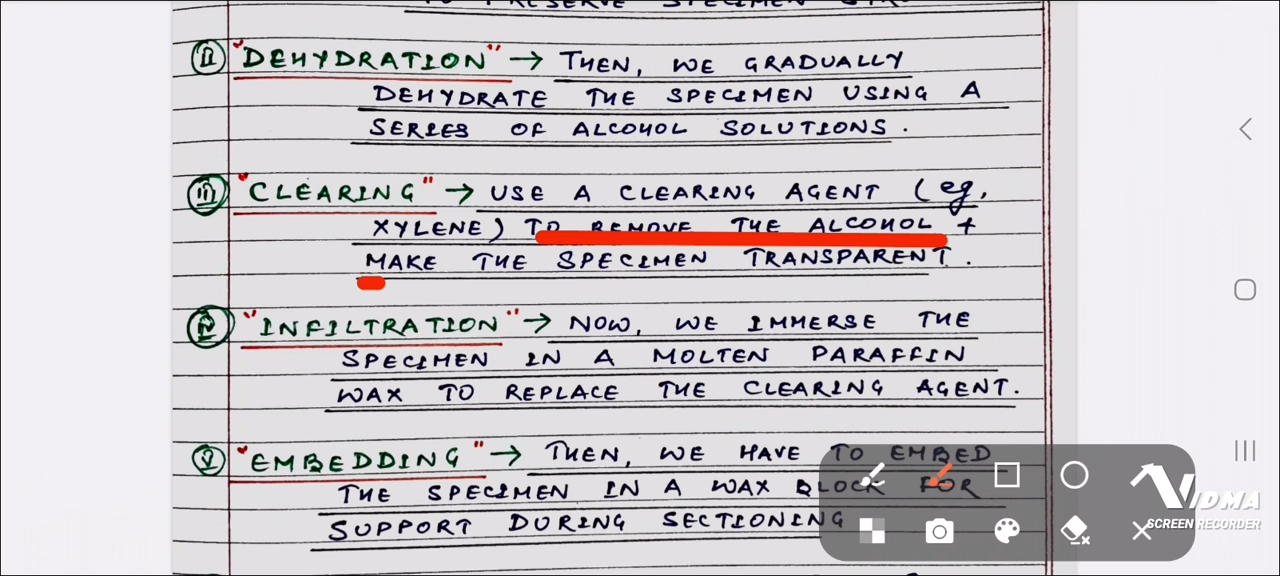 TO PRESERVE SPECIMEN
II "DEHYDRATION" → THEN, WE GRADUALLY
DEHYDRATE THE SPECIMEN USING A
SERIES OF ALCOHOL SOLUTIONS.
III "CLEARING" → USE A CLEARING AGENT (eg,
XYLENE) TO REMOVE THE ALCOHOL +
MAKE THE SPECIMEN TRANSPARENT.
IV "INFILTRATION" → NOW, WE IMMERSE THE
SPECIMEN IN A MOLTEN PARAFFIN
WAX TO REPLACE THE CLEARING AGENT.
V "EMBEDDING" → THEN, WE HAVE TO EMBED
THE SPECIMEN IN A WAX BLOCK FOR
SUPPORT DURING SECTIONING
VIDMA
SCREEN RECORDER